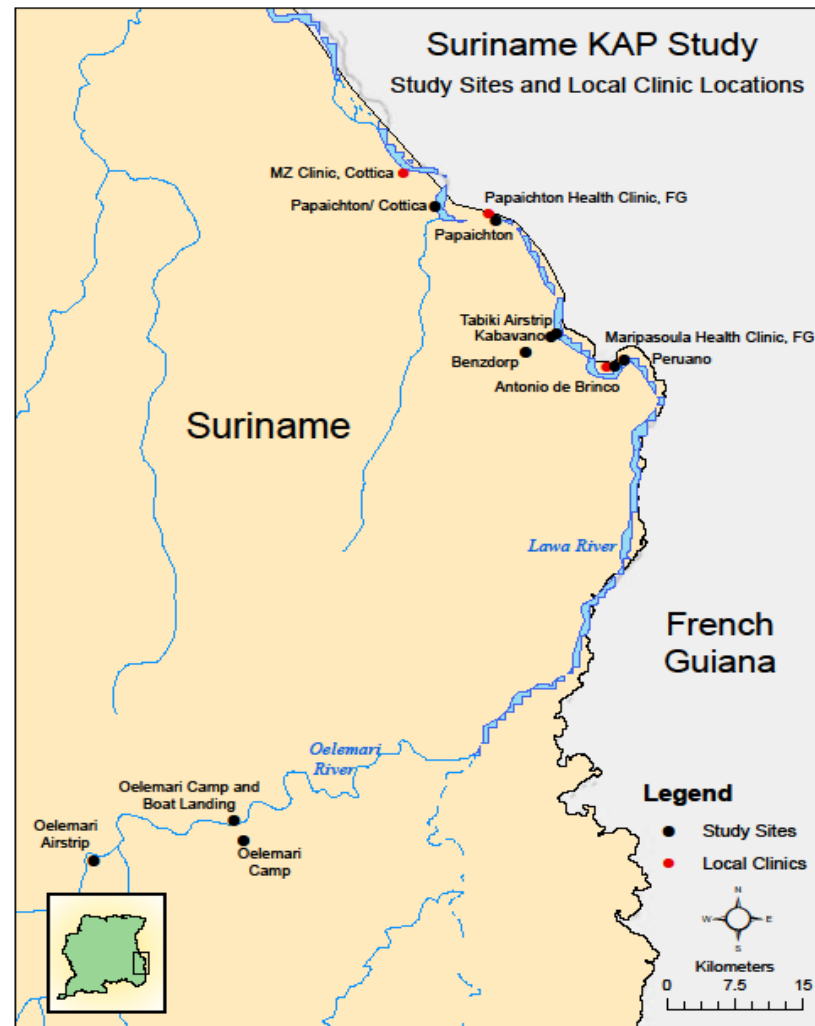 Suriname KAP Study
Study Sites and Local Clinic Locations
MZ Clinic, Cottica
Papaichton/ Cottica
Papaichton Health Clinic, FG
Papaichton
Tabiki Airstrip
Kabavano
Maripasoula Health Clinic, FG
Benzdorp
Peruano
Antonio de Brinco
Suriname
Lawa River
French
Guiana
Oelemari
River
Oelemari Camp and
Boat Landing
Oelemari
Airstrip
Oelemari
Camp
Legend
Study Sites
Local Clinics
N
W
E
S
Kilometers
0 7.5 15